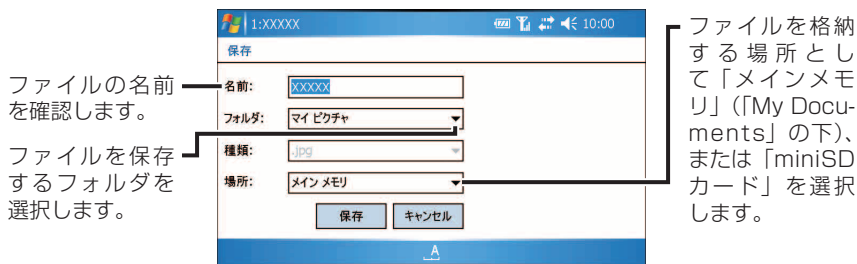 1:XXXXX
10:00
保存
名前:
XXXXX
フォルダ:
マイ ピクチャ
種類:
.jpg
場所:
メイン メモリ
保存
キャンセル
A
ファイルの名前
を確認します。
ファイルを保存
するフォルダを
選択します。
ファイルを格納
する場所とし
て「メインメモ
リ」(「My Docu-
ments」の下)、
または「miniSD
カード」を選択
します。